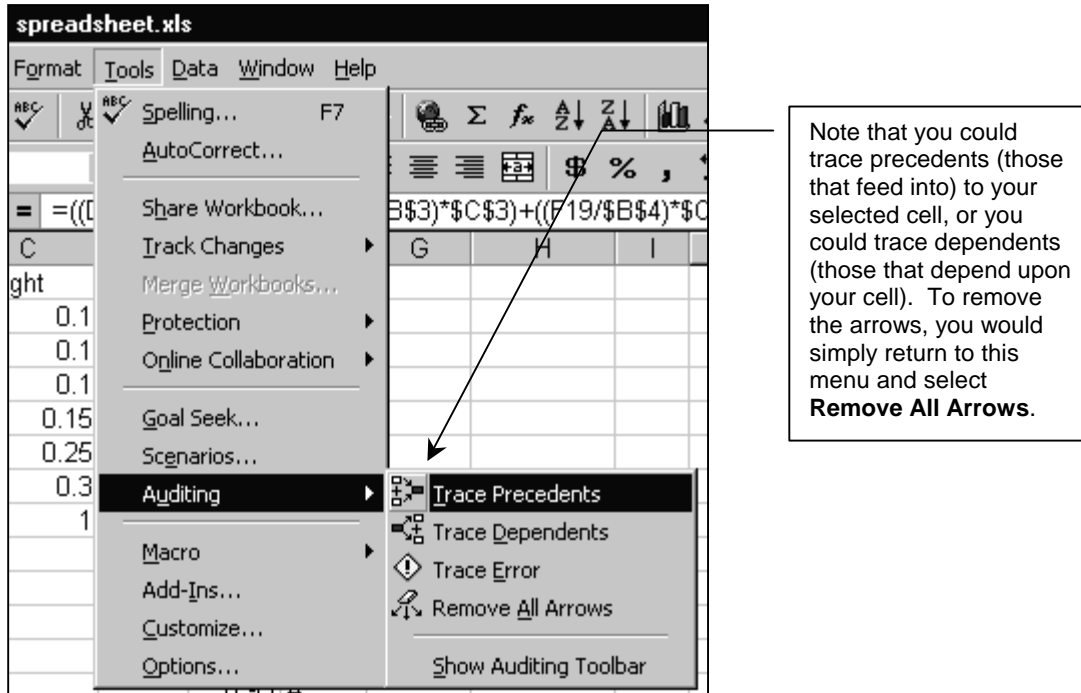 spreadsheet.xls
Format Tools Data Window Help
ABC ABC Spelling... F7 Σ fx A Z Z A
AutoCorrect... a $ % ,
= =(( B$3)*$C$3)+((F19/$B$4)*$C
Share Workbook...
C G H I
Track Changes
ght Merge Workbooks...
0.1 Protection
0.1 Online Collaboration
0.1
0.15 Goal Seek...
0.25 Scenarios...
0.3 Auditing
1
Macro
Add-Ins...
Customize...
Options...
Trace Precedents
Trace Dependents
Trace Error
Remove All Arrows
Show Auditing Toolbar
Note that you could
trace precedents (those
that feed into) to your
selected cell, or you
could trace dependents
(those that depend upon
your cell). To remove
the arrows, you would
simply return to this
menu and select
Remove All Arrows.